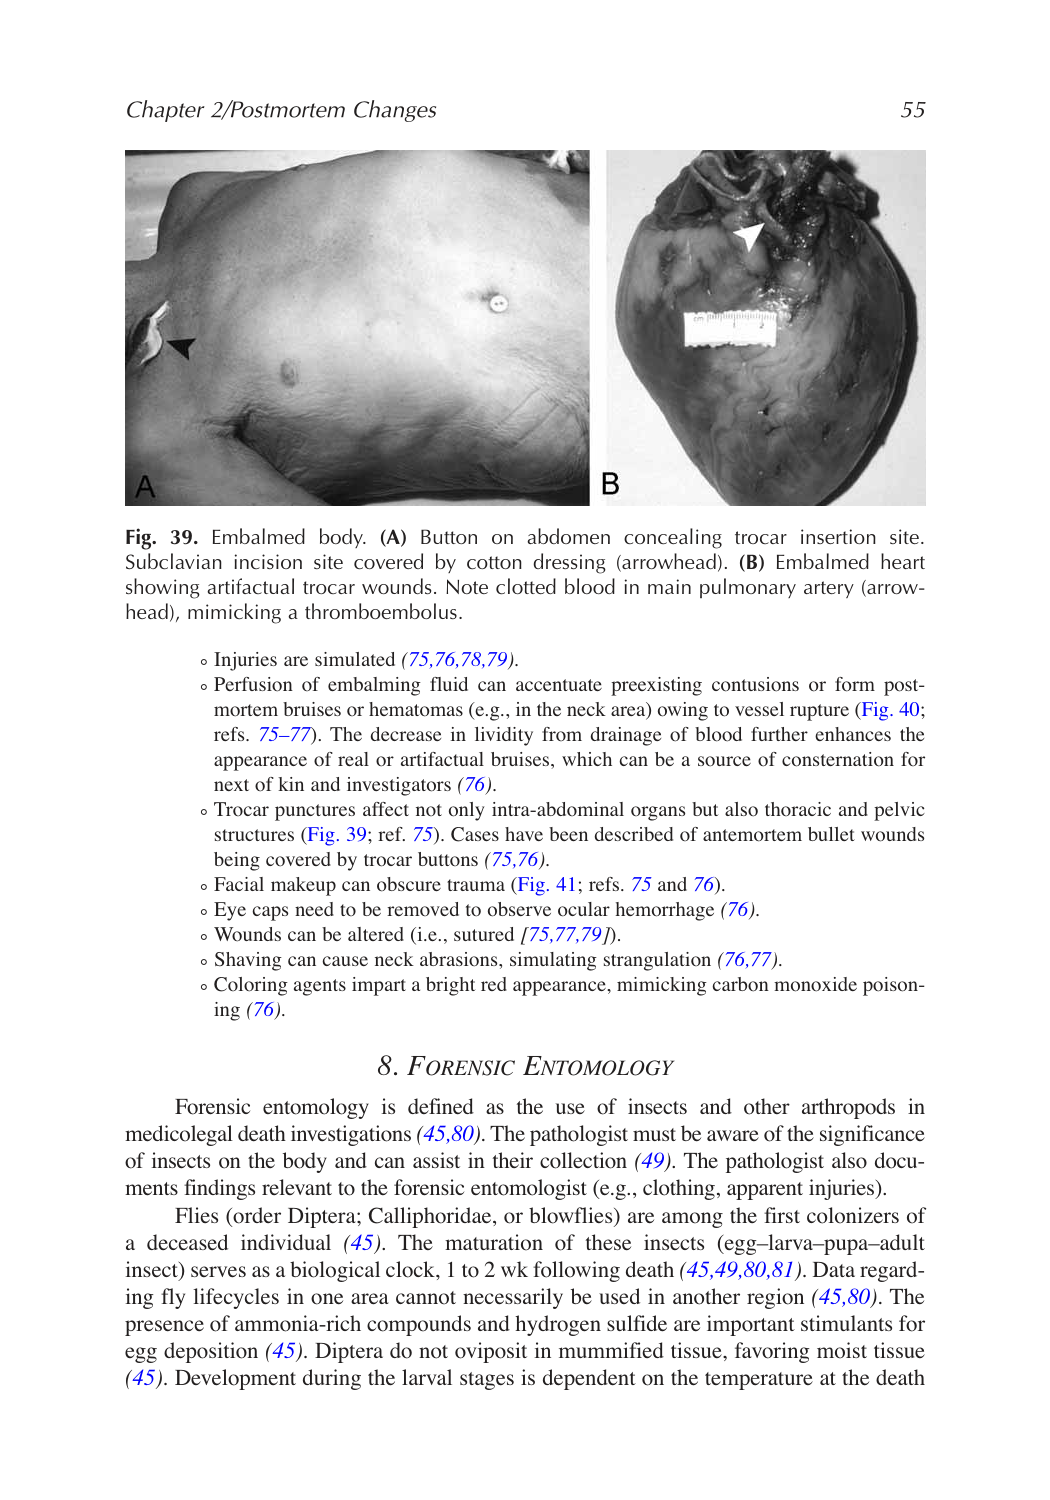 Chapter 2/Postmortem Changes 55
A
B
cm 1 2
Fig. 39. Embalmed body. (A) Button on abdomen concealing trocar insertion site.
Subclavian incision site covered by cotton dressing (arrowhead). (B) Embalmed heart
showing artifactual trocar wounds. Note clotted blood in main pulmonary artery (arrow-
head), mimicking a thromboembolus.
◦ Injuries are simulated (75,76,78,79).
◦ Perfusion of embalming fluid can accentuate preexisting contusions or form post-
mortem bruises or hematomas (e.g., in the neck area) owing to vessel rupture (Fig. 40;
refs. 75–77). The decrease in lividity from drainage of blood further enhances the
appearance of real or artifactual bruises, which can be a source of consternation for
next of kin and investigators (76).
◦ Trocar punctures affect not only intra-abdominal organs but also thoracic and pelvic
structures (Fig. 39; ref. 75). Cases have been described of antemortem bullet wounds
being covered by trocar buttons (75,76).
◦ Facial makeup can obscure trauma (Fig. 41; refs. 75 and 76).
◦ Eye caps need to be removed to observe ocular hemorrhage (76).
◦ Wounds can be altered (i.e., sutured [75,77,79]).
◦ Shaving can cause neck abrasions, simulating strangulation (76,77).
◦ Coloring agents impart a bright red appearance, mimicking carbon monoxide poison-
ing (76).
8. Forensic Entomology
Forensic entomology is defined as the use of insects and other arthropods in
medicolegal death investigations (45,80). The pathologist must be aware of the significance
of insects on the body and can assist in their collection (49). The pathologist also docu-
ments findings relevant to the forensic entomologist (e.g., clothing, apparent injuries).
Flies (order Diptera; Calliphoridae, or blowflies) are among the first colonizers of
a deceased individual (45). The maturation of these insects (egg–larva–pupa–adult
insect) serves as a biological clock, 1 to 2 wk following death (45,49,80,81). Data regard-
ing fly lifecycles in one area cannot necessarily be used in another region (45,80). The
presence of ammonia-rich compounds and hydrogen sulfide are important stimulants for
egg deposition (45). Diptera do not oviposit in mummified tissue, favoring moist tissue
(45). Development during the larval stages is dependent on the temperature at the death